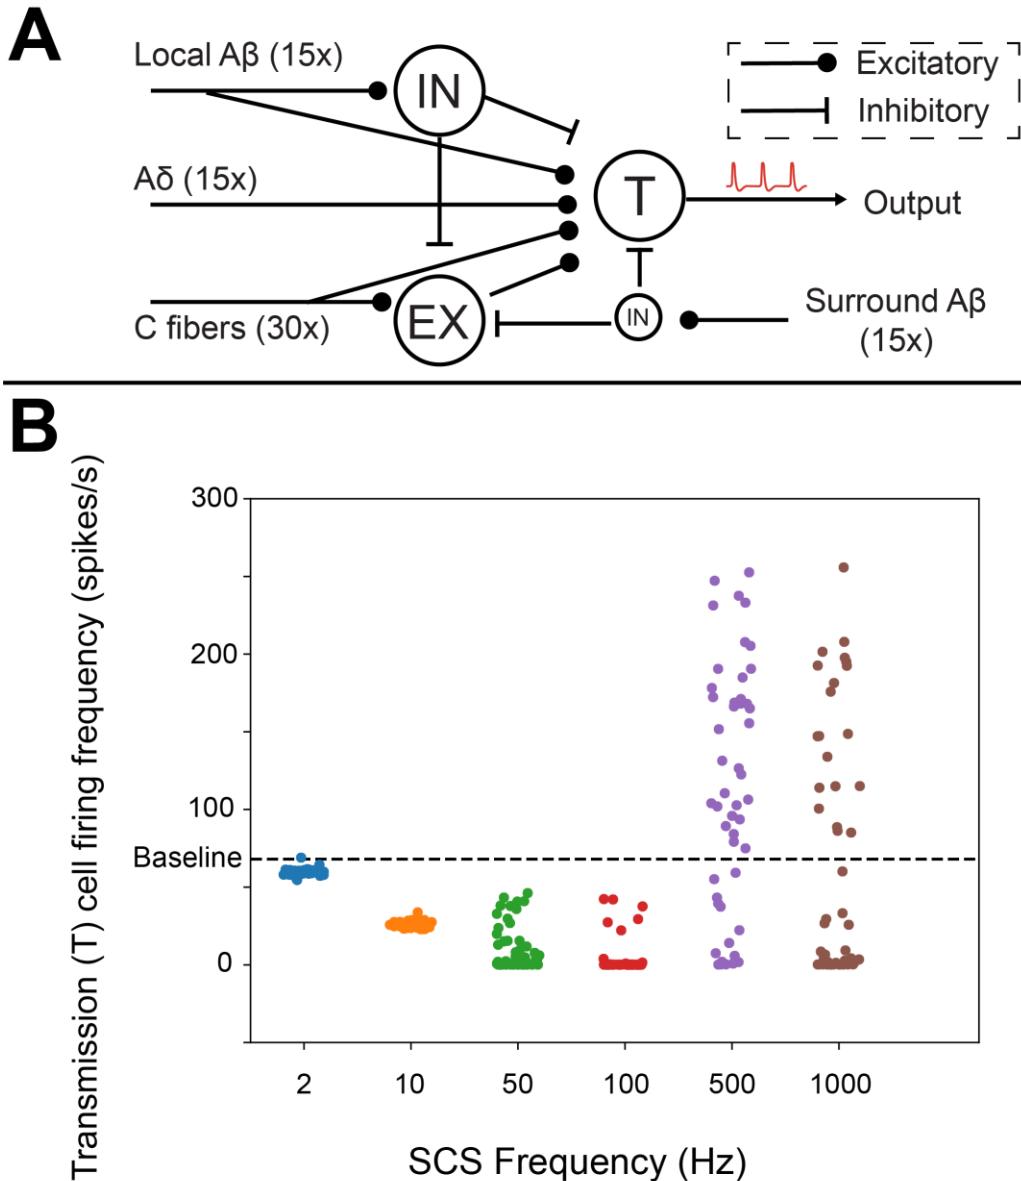 A
Local Aβ (15x)
IN
Excitatory
Inhibitory
Aδ (15x)
T
Output
C fibers (30x)
EX
IN
Surround Aβ
(15x)
B
Transmission (T) cell firing frequency (spikes/s)
300
200
100
Baseline
0
2 10 50 100 500 1000
SCS Frequency (Hz)